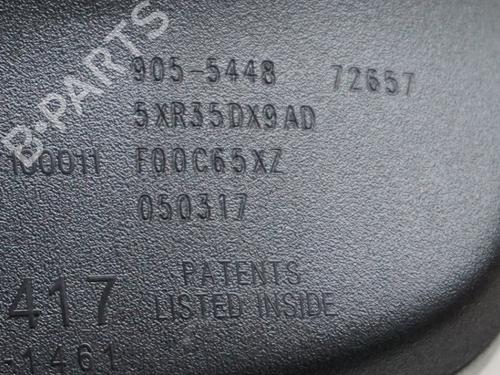 B-PARTS
905-5448 72657
5XR35DX9AD
100011 F00C65XZ
050317
PATENTS
417 LISTED INSIDE
-1461